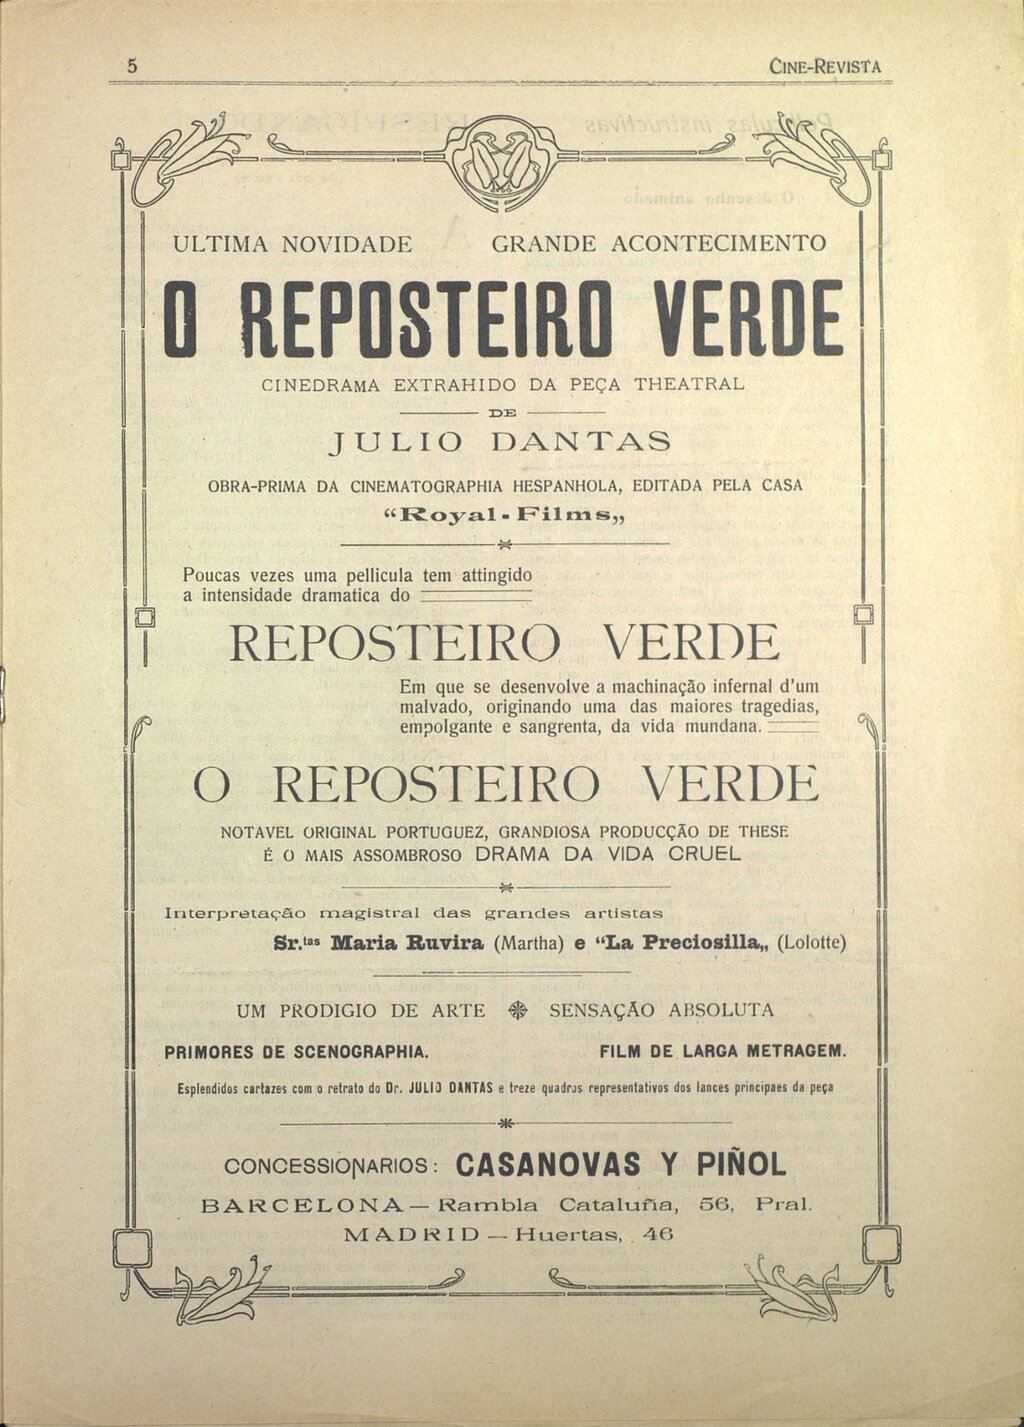 5
CINE-REVISTA
ULTIMA NOVIDADE GRANDE ACONTECIMENTO
O REPOSTEIRO VERDE
CINEDRAMA EXTRAHIDO DA PEÇA THEATRAL
DE
JULIO DANTAS
OBRA-PRIMA DA CINEMATOGRAPHIA HESPANHOLA, EDITADA PELA CASA
“Royal-Films„
Poucas vezes uma pellicula tem attingido
a intensidade dramatica do
REPOSTEIRO VERDE
Em que se desenvolve a machinação infernal d'um
malvado, originando uma das maiores tragedias,
empolgante e sangrenta, da vida mundana.
O REPOSTEIRO VERDE
NOTAVEL ORIGINAL PORTUGUEZ, GRANDIOSA PRODUCÇÃO DE THESE
É O MAIS ASSOMBROSO DRAMA DA VIDA CRUEL
Interpretação magistral das grandes artistas
Sr.tas Maria Ruvira (Martha) e “La Preciosilla„ (Lolotte)
UM PRODIGIO DE ARTE SENSAÇÃO ABSOLUTA
PRIMORES DE SCENOGRAPHIA. FILM DE LARGA METRAGEM.
Esplendidos cartazes com o retrato do Dr. JULIO DANTAS e treze quadros representativos dos lances principaes da peça
CONCESSIONARIOS: CASANOVAS Y PIÑOL
BARCELONA — Rambla Cataluña, 56, Pral.
MADRID — Huertas, 46